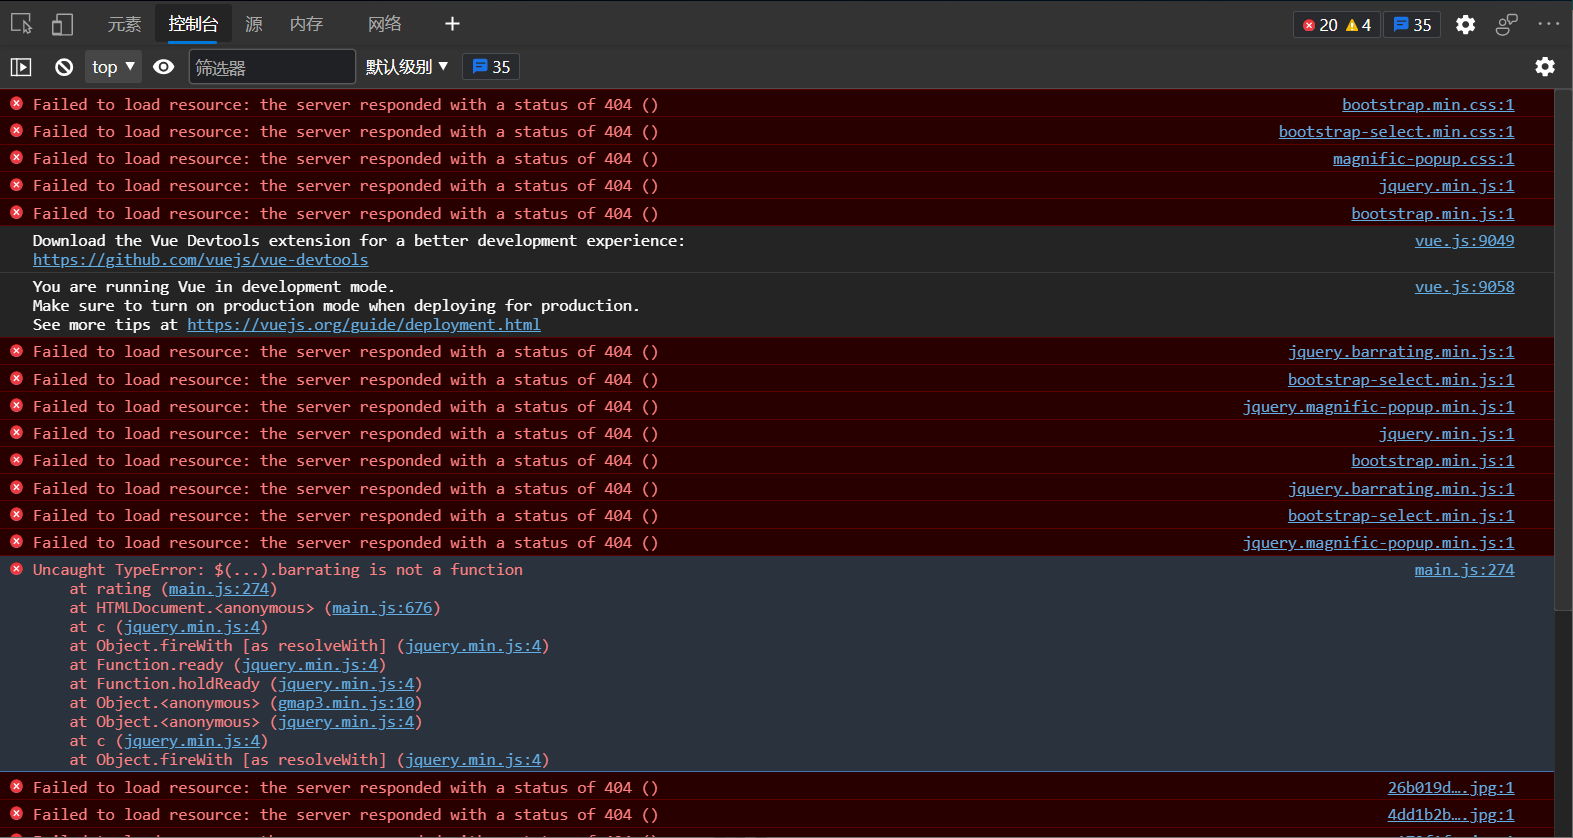 元素 控制台 源 内存 网络 + 20 4 35 ···
top ▼ 筛选器 默认级别 ▼ 35
Failed to load resource: the server responded with a status of 404 () bootstrap.min.css:1
Failed to load resource: the server responded with a status of 404 () bootstrap-select.min.css:1
Failed to load resource: the server responded with a status of 404 () magnific-popup.css:1
Failed to load resource: the server responded with a status of 404 () jquery.min.js:1
Failed to load resource: the server responded with a status of 404 () bootstrap.min.js:1
Download the Vue Devtools extension for a better development experience: vue.js:9049
https://github.com/vuejs/vue-devtools
You are running Vue in development mode. vue.js:9058
Make sure to turn on production mode when deploying for production.
See more tips at https://vuejs.org/guide/deployment.html
Failed to load resource: the server responded with a status of 404 () jquery.barrating.min.js:1
Failed to load resource: the server responded with a status of 404 () bootstrap-select.min.js:1
Failed to load resource: the server responded with a status of 404 () jquery.magnific-popup.min.js:1
Failed to load resource: the server responded with a status of 404 () jquery.min.js:1
Failed to load resource: the server responded with a status of 404 () bootstrap.min.js:1
Failed to load resource: the server responded with a status of 404 () jquery.barrating.min.js:1
Failed to load resource: the server responded with a status of 404 () bootstrap-select.min.js:1
Failed to load resource: the server responded with a status of 404 () jquery.magnific-popup.min.js:1
Uncaught TypeError: $(...).barrating is not a function main.js:274
at rating (main.js:274)
at HTMLDocument.<anonymous> (main.js:676)
at c (jquery.min.js:4)
at Object.fireWith [as resolveWith] (jquery.min.js:4)
at Function.ready (jquery.min.js:4)
at Function.holdReady (jquery.min.js:4)
at Object.<anonymous> (gmap3.min.js:10)
at Object.<anonymous> (jquery.min.js:4)
at c (jquery.min.js:4)
at Object.fireWith [as resolveWith] (jquery.min.js:4)
Failed to load resource: the server responded with a status of 404 () 26b019d….jpg:1
Failed to load resource: the server responded with a status of 404 () 4dd1b2b….jpg:1